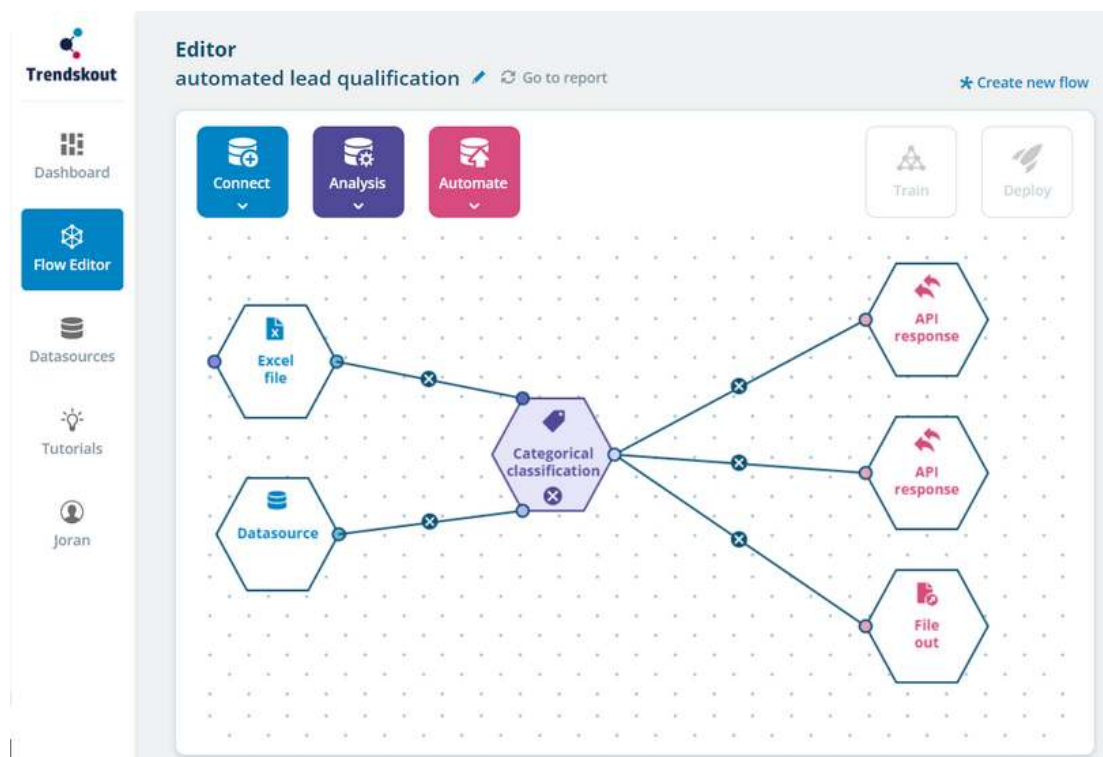 Trendskout
Dashboard
Flow Editor
Datasources
Tutorials
Joran
Editor
automated lead qualification Go to report
Create new flow
Connect
Analysis
Automate
Train
Deploy
Excel
file
Datasource
Categorical
classification
API
response
API
response
File
out